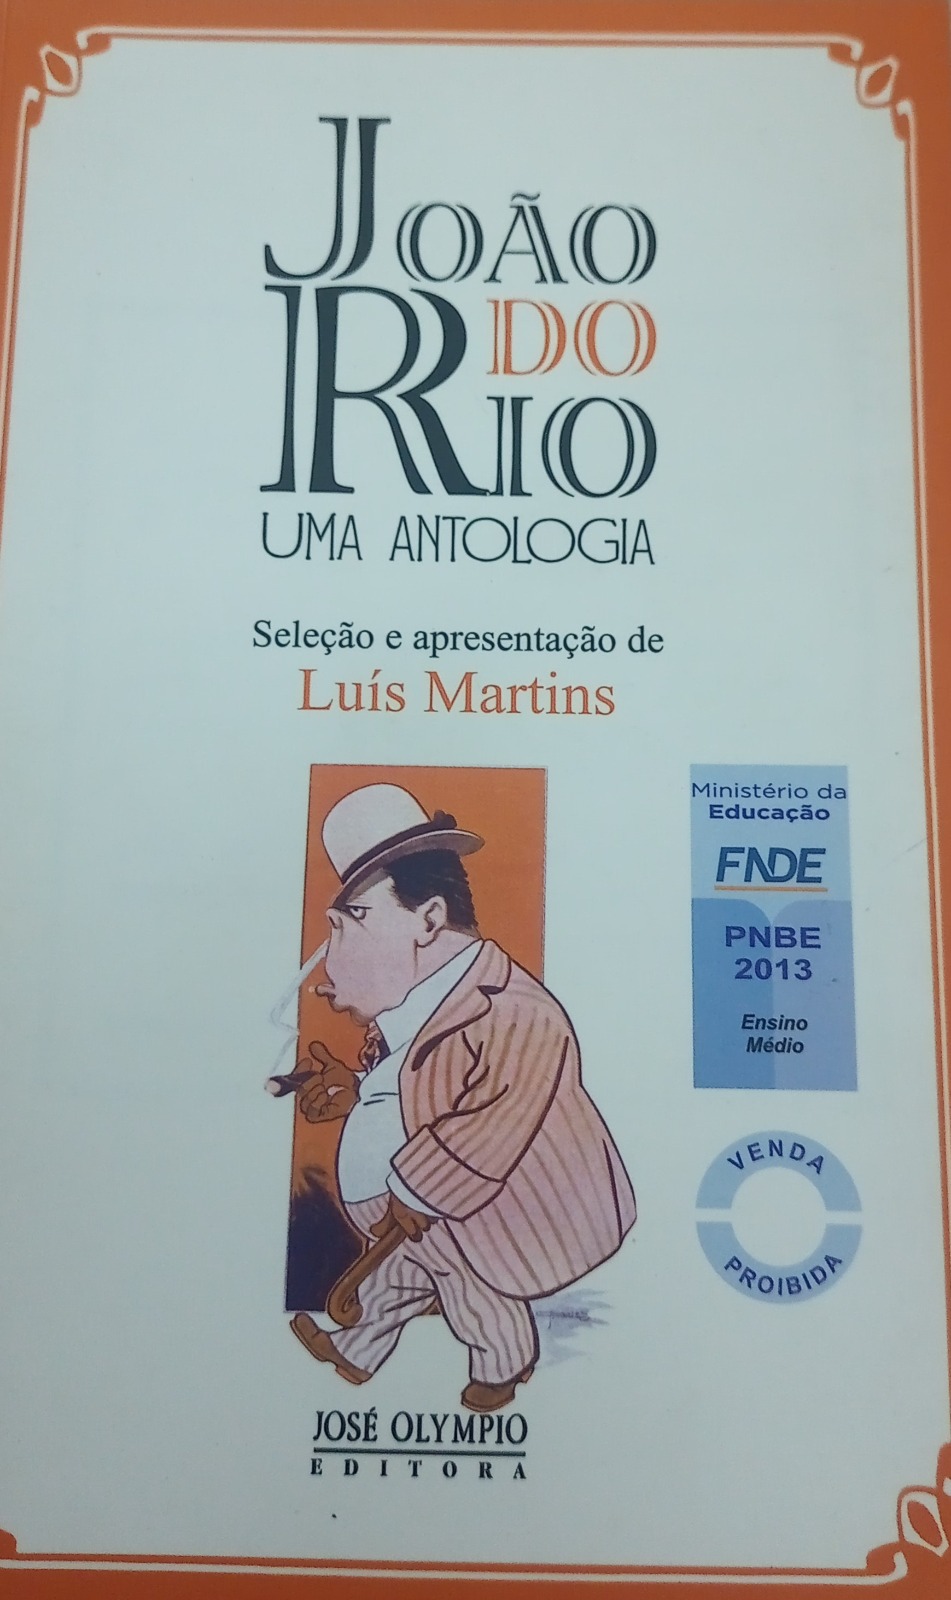 JOÃO
DO
RIO
UMA ANTOLOGIA
Seleção e apresentação de
Luís Martins
Ministério da
Educação
FNDE
PNBE
2013
Ensino
Médio
VENDA
PROIBIDA
JOSÉ OLYMPIO
EDITORA